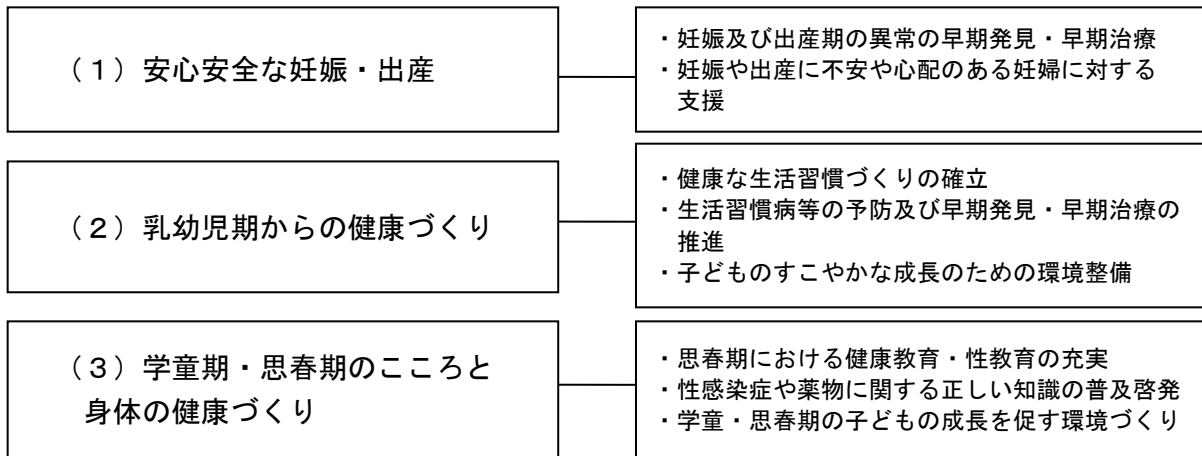 （１）安心安全な妊娠・出産
・妊娠及び出産期の異常の早期発見・早期治療
・妊娠や出産に不安や心配のある妊婦に対する
支援
（２）乳幼児期からの健康づくり
・健康な生活習慣づくりの確立
・生活習慣病等の予防及び早期発見・早期治療の
推進
・子どものすこやかな成長のための環境整備
（３）学童期・思春期のこころと
身体の健康づくり
・思春期における健康教育・性教育の充実
・性感染症や薬物に関する正しい知識の普及啓発
・学童・思春期の子どもの成長を促す環境づくり